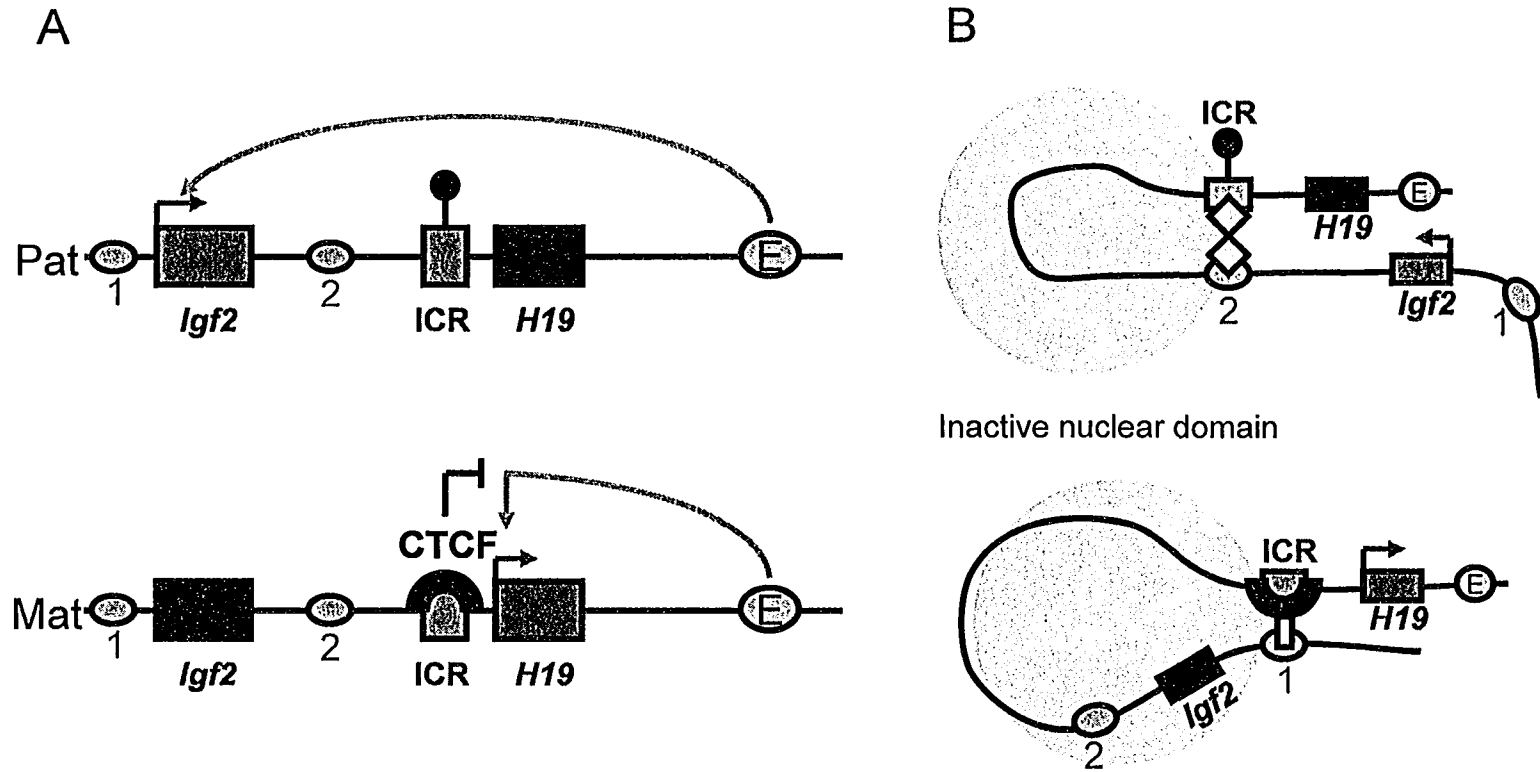 A
Pat
1
Igf2
2
ICR
H19
E
Mat
1
Igf2
2
CTCF
ICR
H19
E
B
ICR
H19
E
2
Igf2
1
Inactive nuclear domain
ICR
H19
E
1
Igf2
2